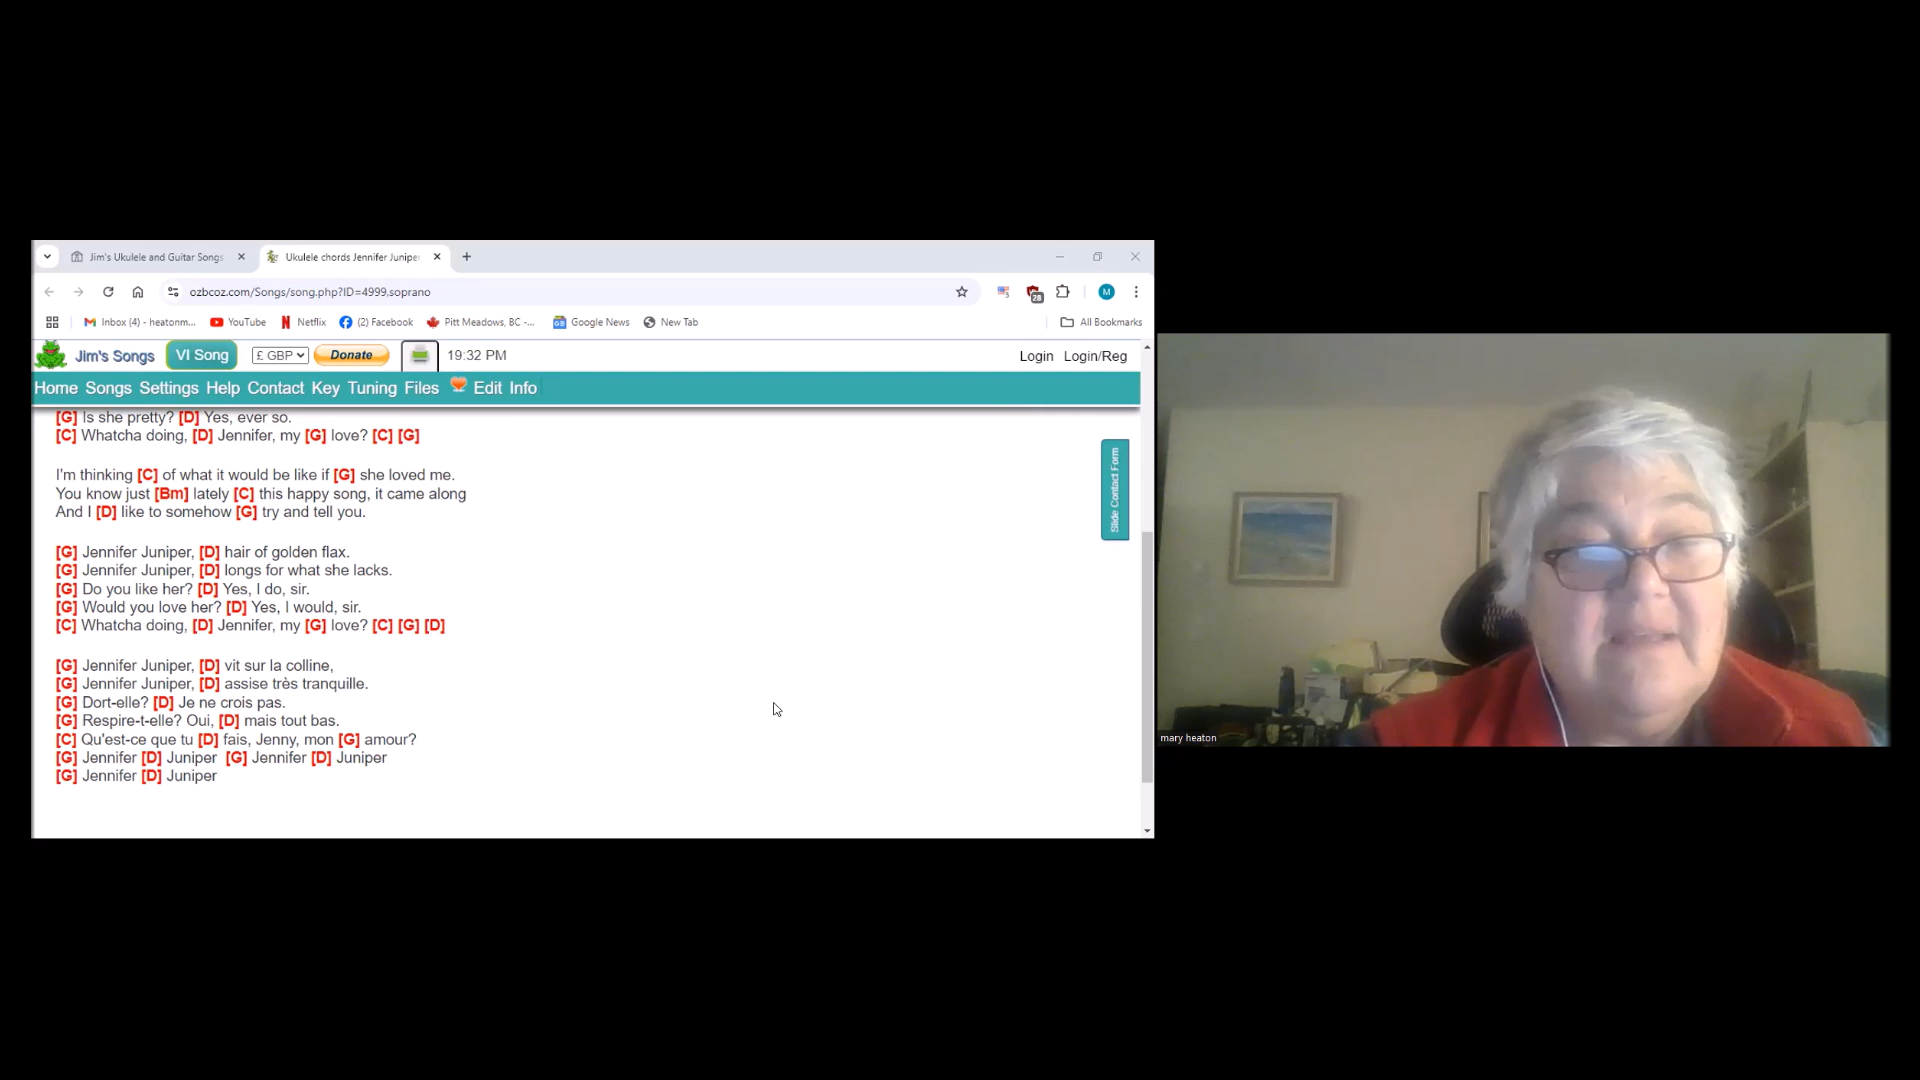 Jim's Ukulele and Guitar Songs
Ukulele chords Jennifer Junipe
ozbcoz.com/Songs/song.php?ID=4999,soprano
28
M
Inbox (4) - heatonm...
YouTube
Netflix
(2) Facebook
Pitt Meadows, BC -...
Google News
New Tab
All Bookmarks
Jim's Songs
VI Song
£ GBP
Donate
19:32 PM
Login Login/Reg
Home Songs Settings Help Contact Key Tuning Files Edit Info
[G] Is she pretty? [D] Yes, ever so.
[C] Whatcha doing, [D] Jennifer, my [G] love? [C] [G]
I'm thinking [C] of what it would be like if [G] she loved me.
You know just [Bm] lately [C] this happy song, it came along
And I [D] like to somehow [G] try and tell you.
[G] Jennifer Juniper, [D] hair of golden flax.
[G] Jennifer Juniper, [D] longs for what she lacks.
[G] Do you like her? [D] Yes, I do, sir.
[G] Would you love her? [D] Yes, I would, sir.
[C] Whatcha doing, [D] Jennifer, my [G] love? [C] [G] [D]
[G] Jennifer Juniper, [D] vit sur la colline,
[G] Jennifer Juniper, [D] assise très tranquille.
[G] Dort-elle? [D] Je ne crois pas.
[G] Respire-t-elle? Oui, [D] mais tout bas.
[C] Qu'est-ce que tu [D] fais, Jenny, mon [G] amour?
[G] Jennifer [D] Juniper [G] Jennifer [D] Juniper
[G] Jennifer [D] Juniper
Slide Contact Form
mary heaton